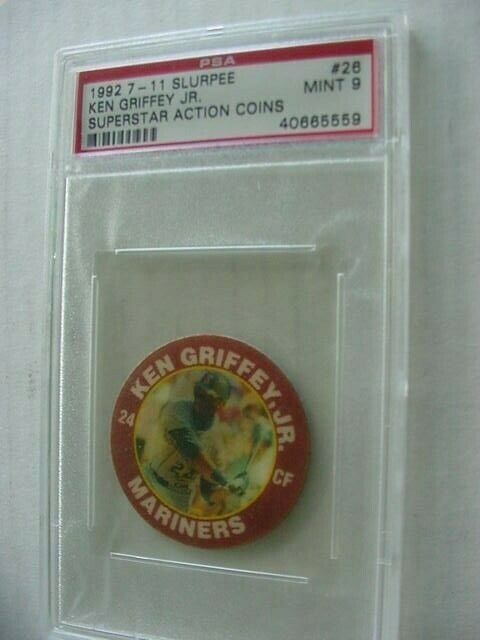 PSA
1992 7-11 SLURPEE #26
KEN GRIFFEY JR. MINT 9
SUPERSTAR ACTION COINS
40665559
KEN GRIFFEY, JR.
24
CF
MARINERS